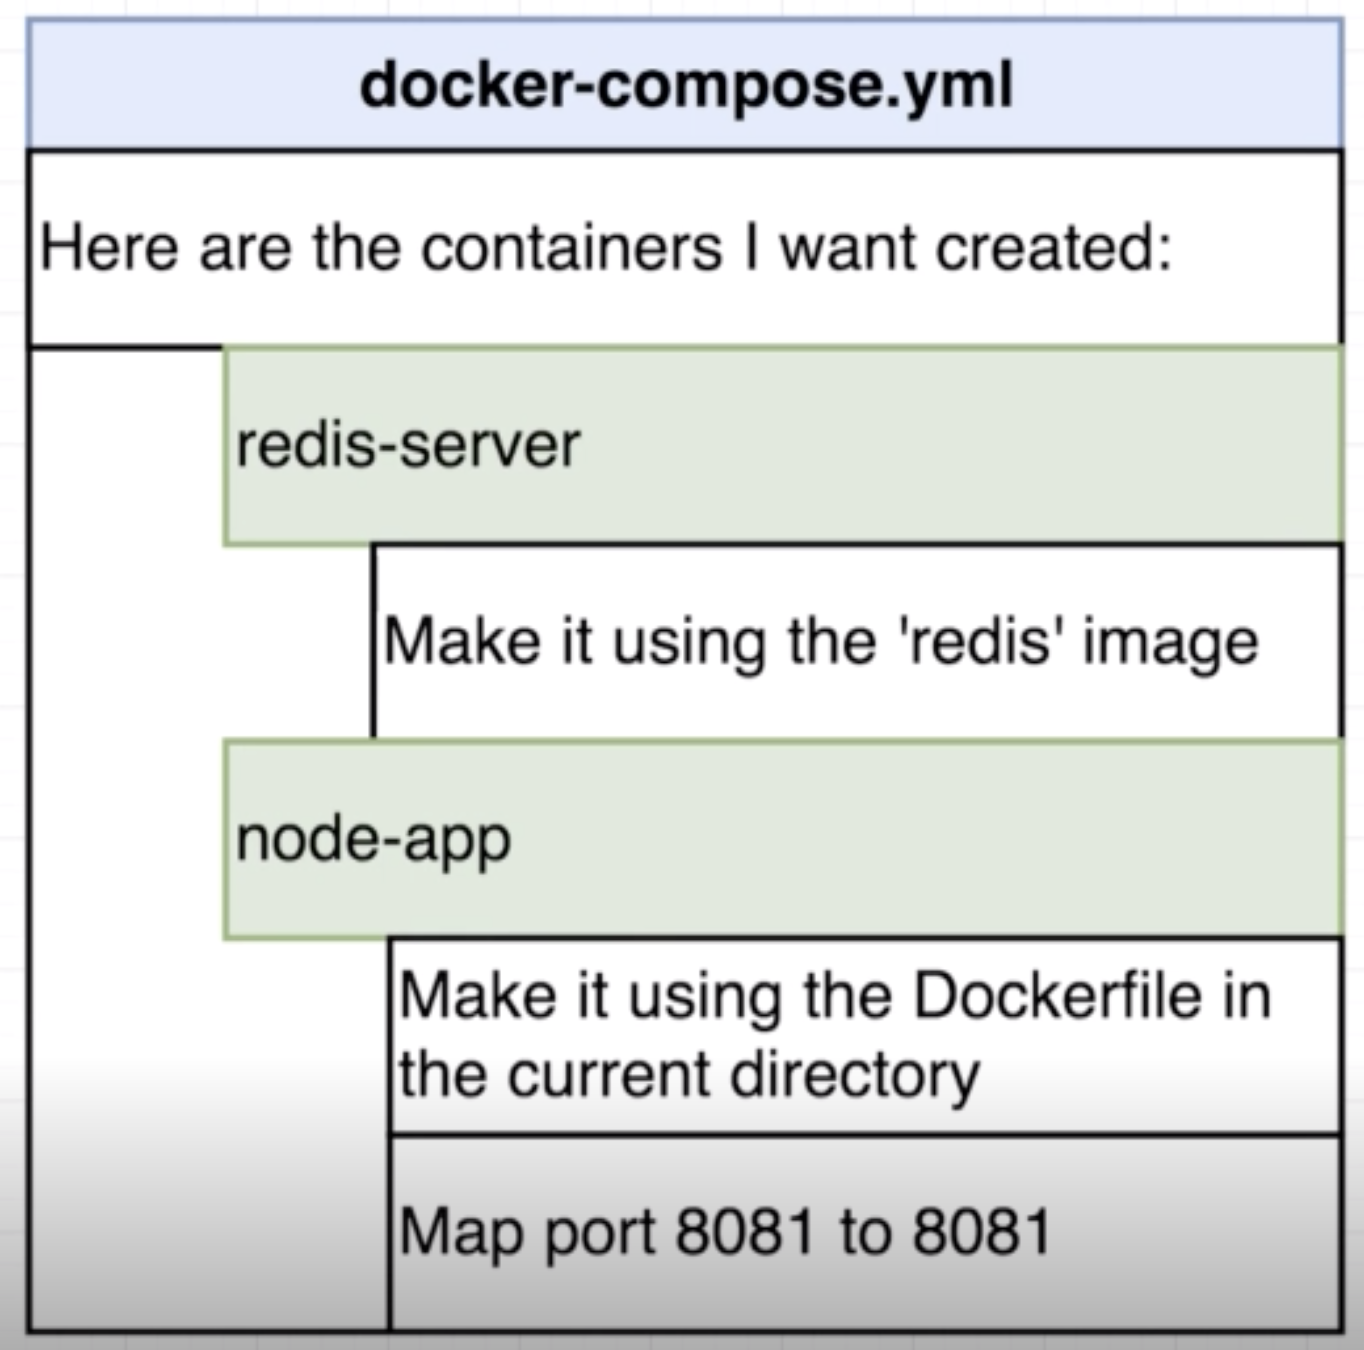 docker-compose.yml
Here are the containers I want created:
redis-server
Make it using the 'redis' image
node-app
Make it using the Dockerfile in
the current directory
Map port 8081 to 8081